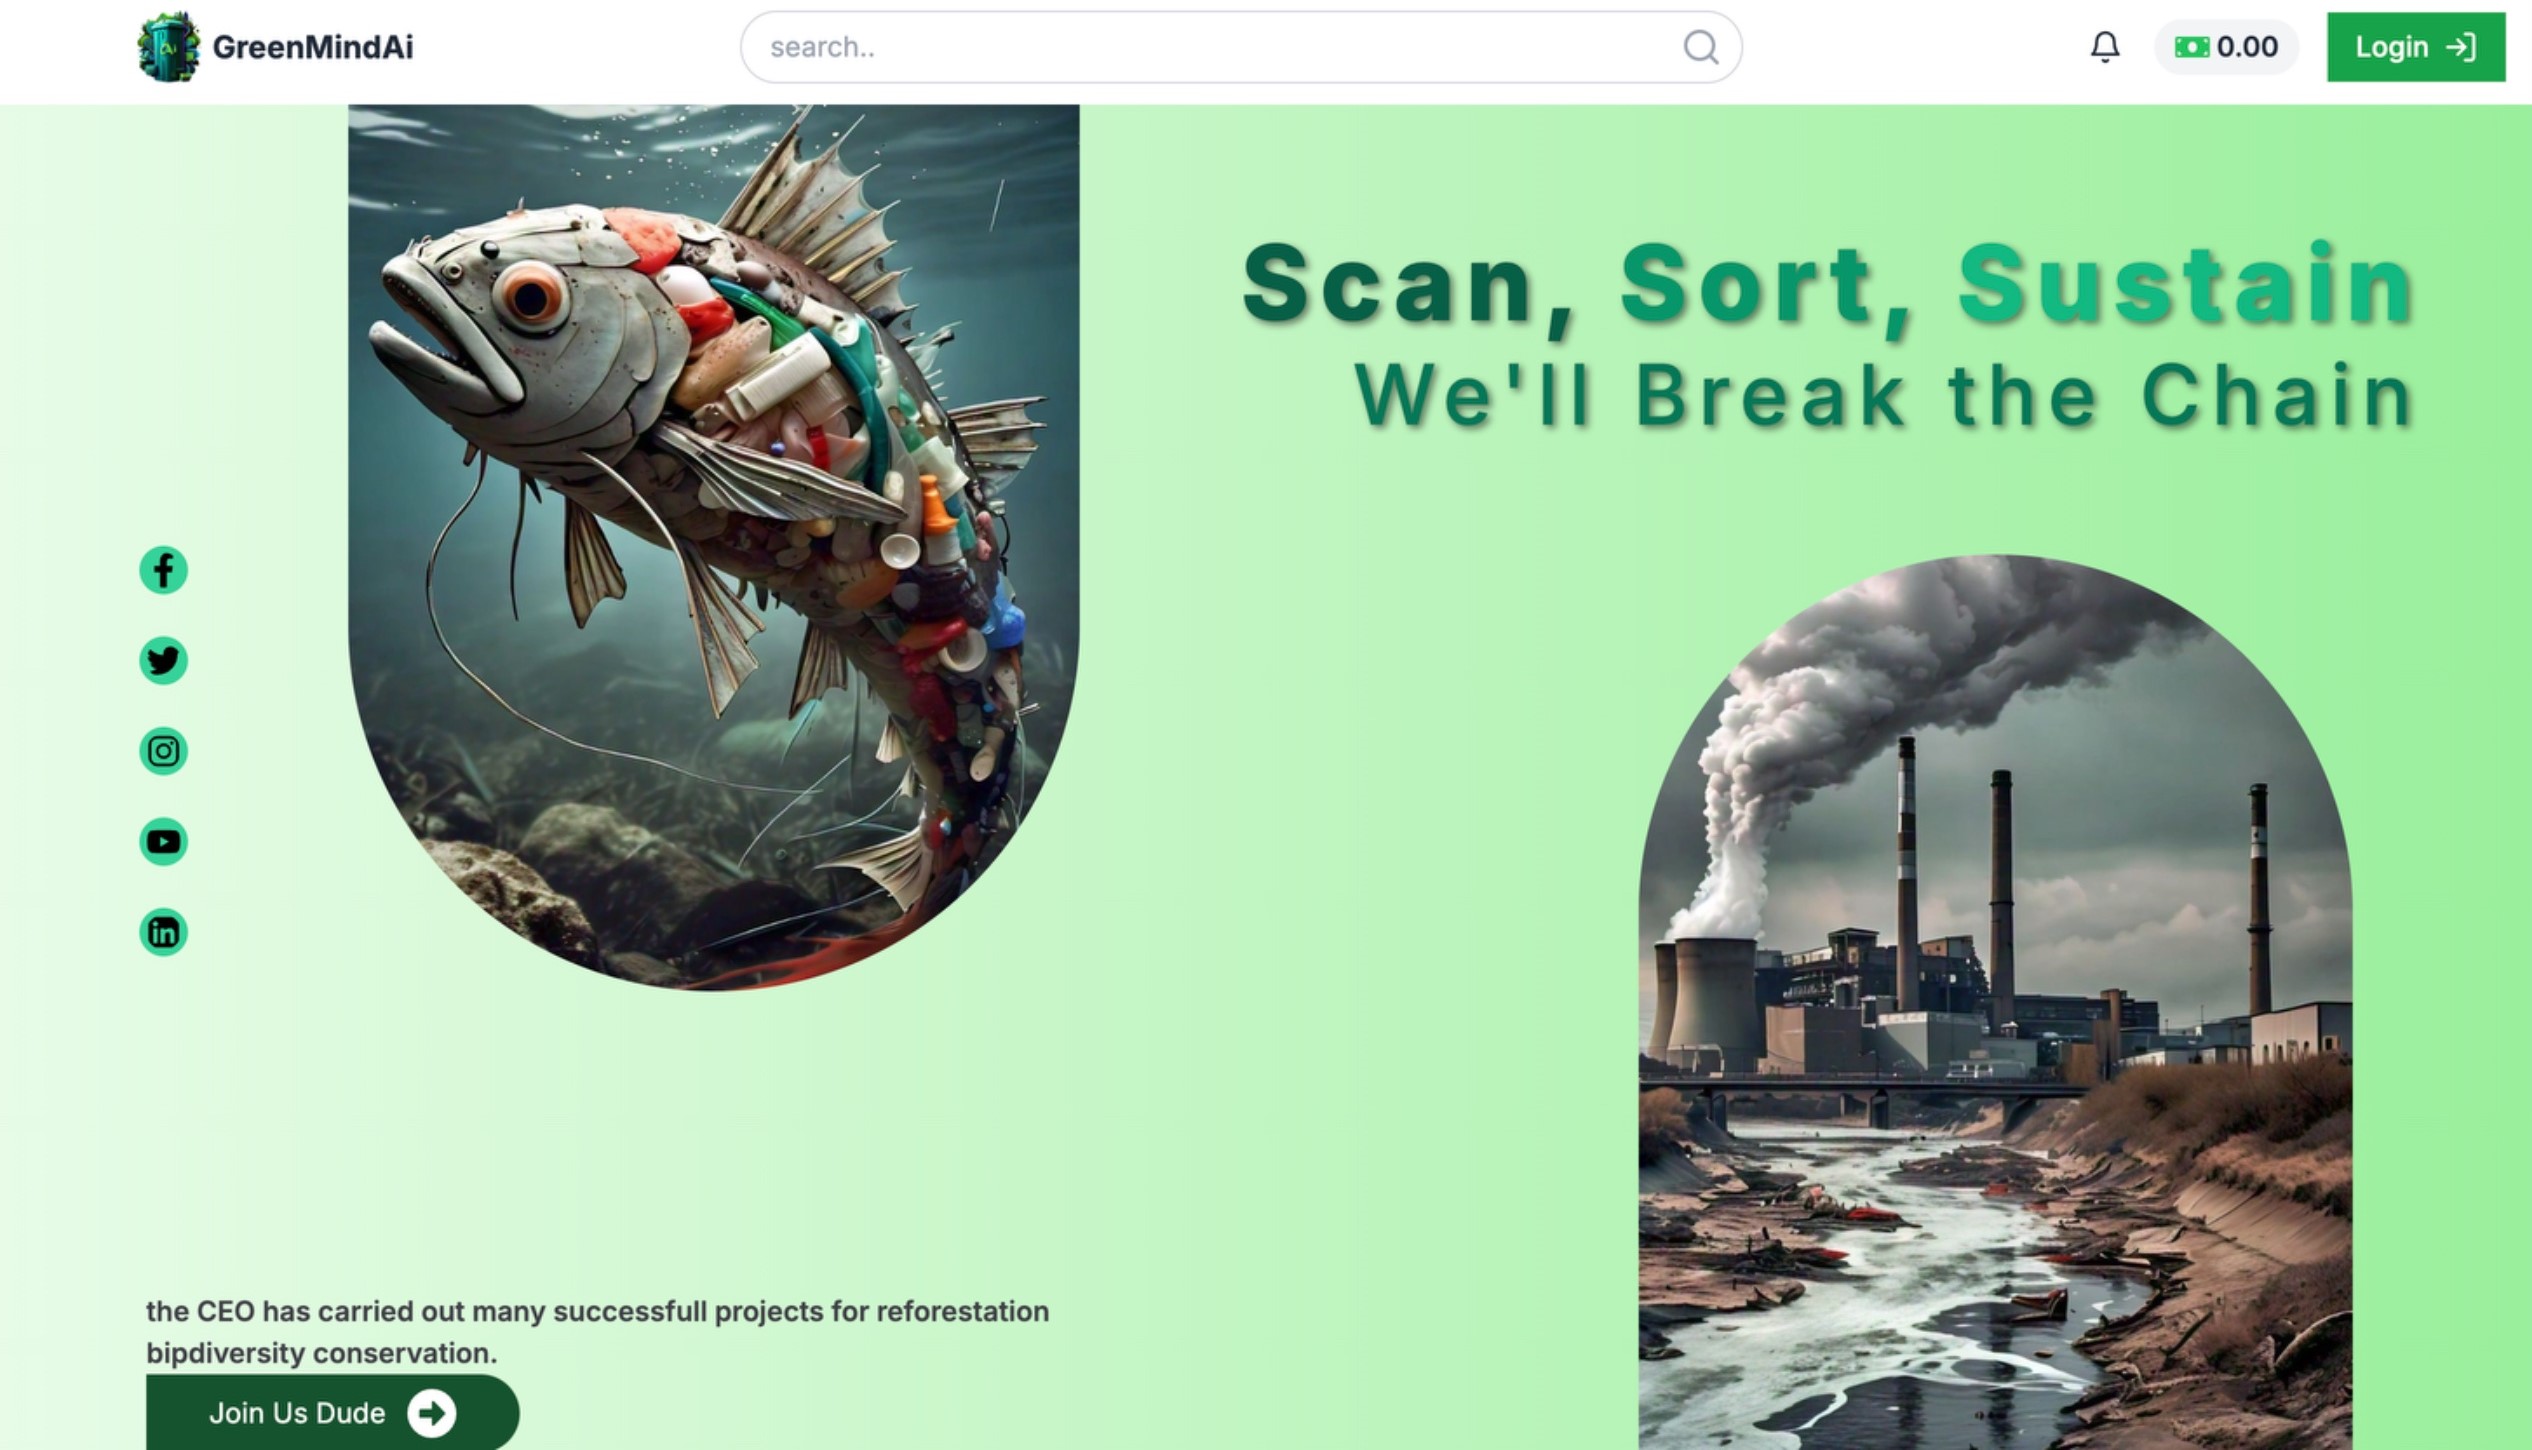 GreenMindAi
search..
0.00
Login
Scan, Sort, Sustain
We'll Break the Chain
the CEO has carried out many successfull projects for reforestation
bipdiversity conservation.
Join Us Dude